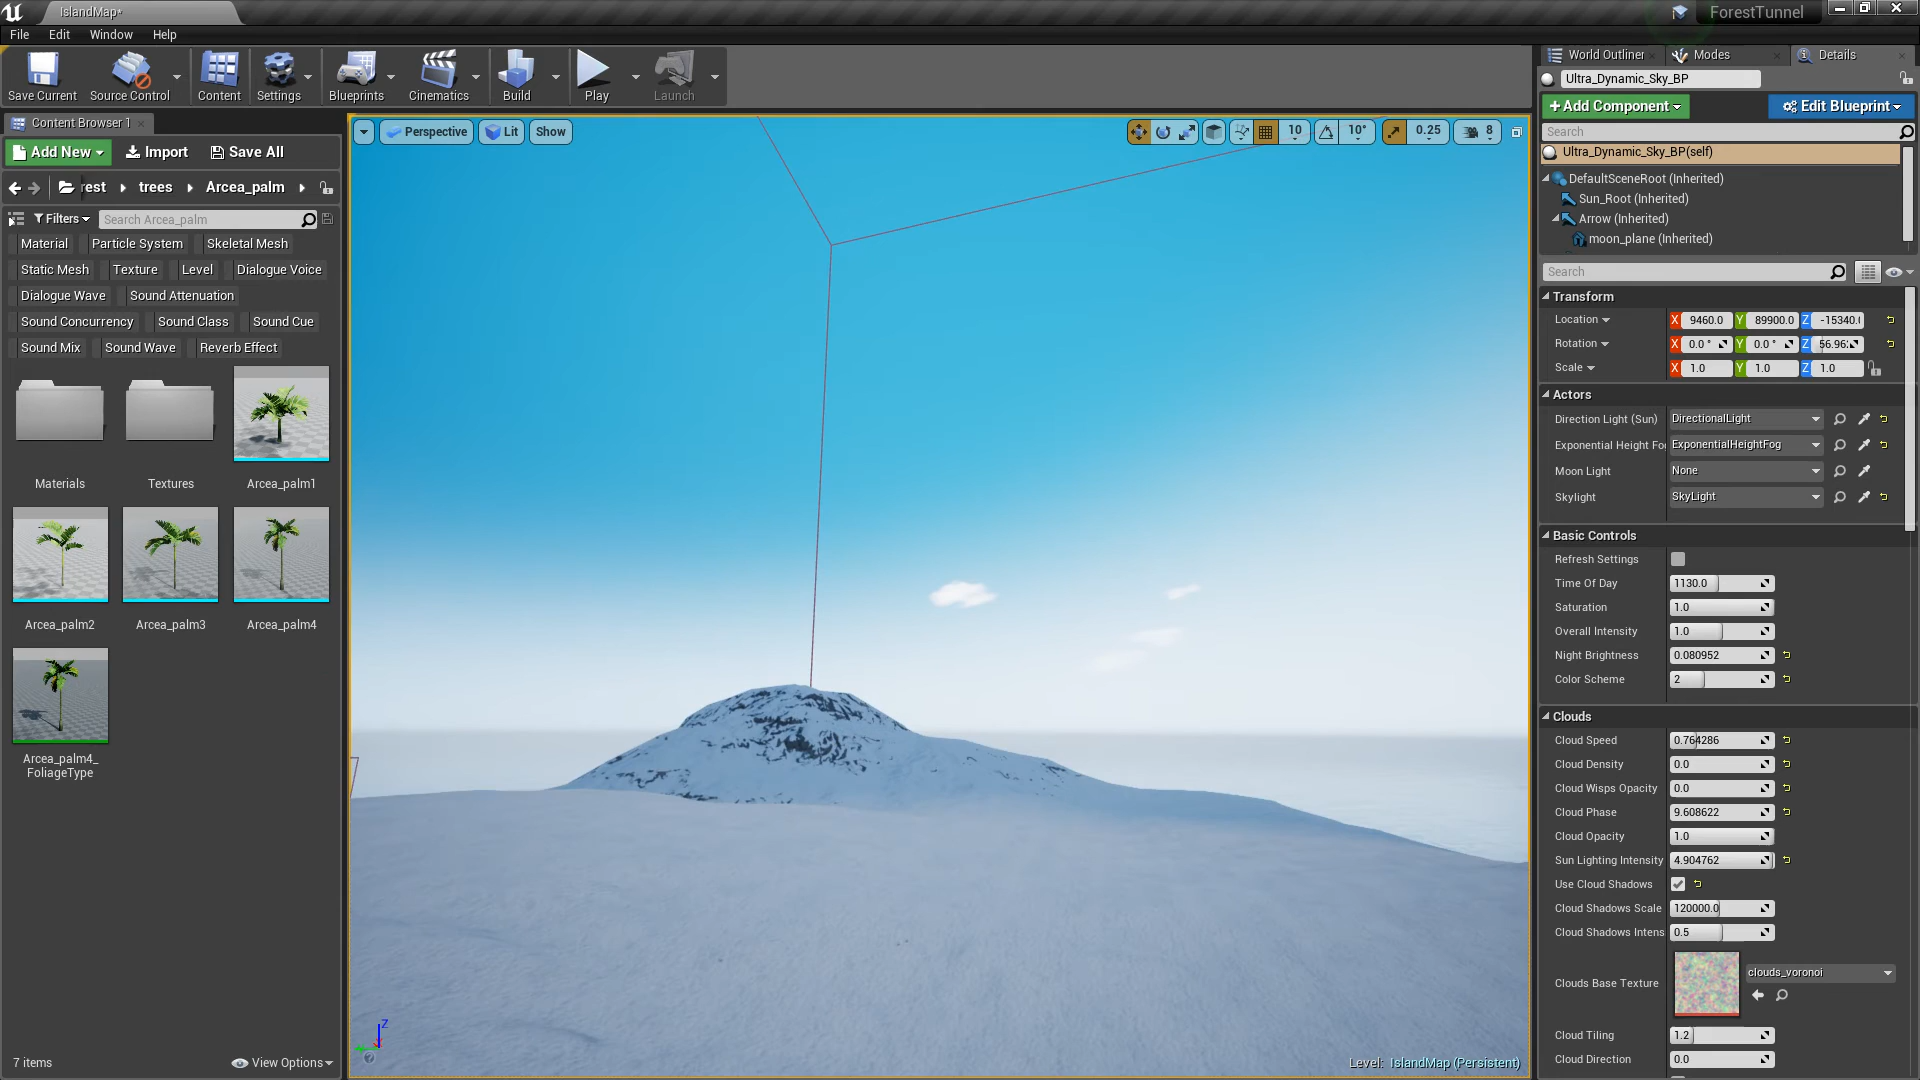 IslandMap*
ForestTunnel
File Edit Window Help
Save Current
Source Control
Content
Settings
Blueprints
Cinematics
Build
Play
Launch
Content Browser 1
Add New
Import
Save All
rest
trees
Arcea_palm
Filters
Search Arcea_palm
Material
Particle System
Skeletal Mesh
Static Mesh
Texture
Level
Dialogue Voice
Dialogue Wave
Sound Attenuation
Sound Concurrency
Sound Class
Sound Cue
Sound Mix
Sound Wave
Reverb Effect
Materials
Textures
Arcea_palm1
Arcea_palm2
Arcea_palm3
Arcea_palm4
Arcea_palm4_
FoliageType
7 items
View Options
Perspective
Lit
Show
10
10°
0.25
8
Z
Level: IslandMap (Persistent)
World Outliner
Modes
Details
Ultra_Dynamic_Sky_BP
+Add Component
Edit Blueprint
Search
Ultra_Dynamic_Sky_BP(self)
DefaultSceneRoot (Inherited)
Sun_Root (Inherited)
Arrow (Inherited)
moon_plane (Inherited)
Search
Transform
Location X 9460.0 Y 89900.0 Z -15340.(
Rotation X 0.0 ° Y 0.0 ° Z 56.96
Scale X 1.0 Y 1.0 Z 1.0
Actors
Direction Light (Sun) DirectionalLight
Exponential Height Fo ExponentialHeightFog
Moon Light None
Skylight SkyLight
Basic Controls
Refresh Settings
Time Of Day 1130.0
Saturation 1.0
Overall Intensity 1.0
Night Brightness 0.080952
Color Scheme 2
Clouds
Cloud Speed 0.764286
Cloud Density 0.0
Cloud Wisps Opacity 0.0
Cloud Phase 9.608622
Cloud Opacity 1.0
Sun Lighting Intensity 4.904762
Use Cloud Shadows
Cloud Shadows Scale 120000.0
Cloud Shadows Intens 0.5
Clouds Base Texture clouds_voronoi
Cloud Tiling 1.2
Cloud Direction 0.0